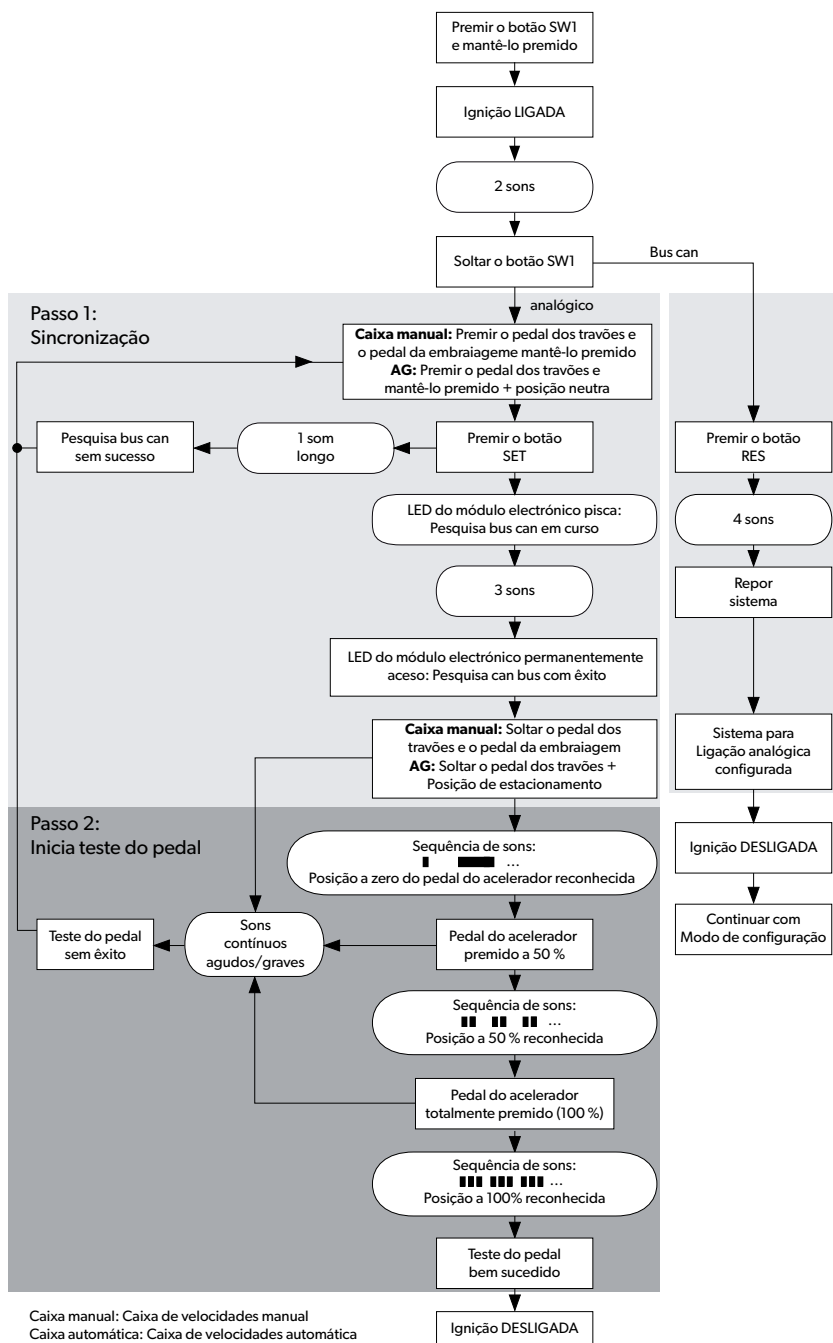 Premir o botão SW1
e mantê-lo premido
Ignição LIGADA
2 sons
Soltar o botão SW1
Bus can
analógico
Passo 1:
Sincronização
Caixa manual: Premir o pedal dos travões e
o pedal da embraiageme mantê-lo premido
AG: Premir o pedal dos travões e
mantê-lo premido + posição neutra
Pesquisa bus can
sem sucesso
1 som
longo
Premir o botão
SET
Premir o botão
RES
LED do módulo electrónico pisca:
Pesquisa bus can em curso
4 sons
3 sons
Repor
sistema
LED do módulo electrónico permanentemente
aceso: Pesquisa can bus com êxito
Caixa manual: Soltar o pedal dos
travões e o pedal da embraiagem
AG: Soltar o pedal dos travões +
Posição de estacionamento
Sistema para
Ligação analógica
configurada
Passo 2:
Inicia teste do pedal
Sequência de sons:
...
Posição a zero do pedal do acelerador reconhecida
Ignição DESLIGADA
Teste do pedal
sem êxito
Sons
contínuos
agudos/graves
Pedal do acelerador
premido a 50 %
Continuar com
Modo de configuração
Sequência de sons:
...
Posição a 50 % reconhecida
Pedal do acelerador
totalmente premido (100 %)
Sequência de sons:
...
Posição a 100% reconhecida
Teste do pedal
bem sucedido
Caixa manual: Caixa de velocidades manual
Caixa automática: Caixa de velocidades automática
Ignição DESLIGADA